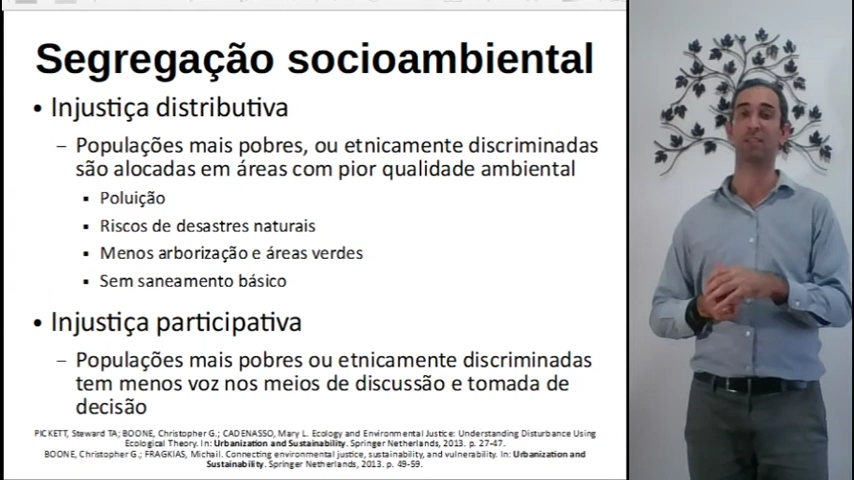 Segregação socioambiental
• Injustiça distributiva
– Populações mais pobres, ou etnicamente discriminadas
são alocadas em áreas com pior qualidade ambiental
▪ Poluição
▪ Riscos de desastres naturais
▪ Menos arborização e áreas verdes
▪ Sem saneamento básico
• Injustiça participativa
– Populações mais pobres ou etnicamente discriminadas
tem menos voz nos meios de discussão e tomada de
decisão
PICKETT, Steward TA; BOONE, Christopher G.; CADENASSO, Mary L. Ecology and Environmental Justice: Understanding Disturbance Using
Ecological Theory. In: Urbanization and Sustainability. Springer Netherlands, 2013. p. 27-47.
BOONE, Christopher G.; FRAGKIAS, Michail. Connecting environmental justice, sustainability, and vulnerability. In: Urbanization and
Sustainability. Springer Netherlands, 2013. p. 49-59.